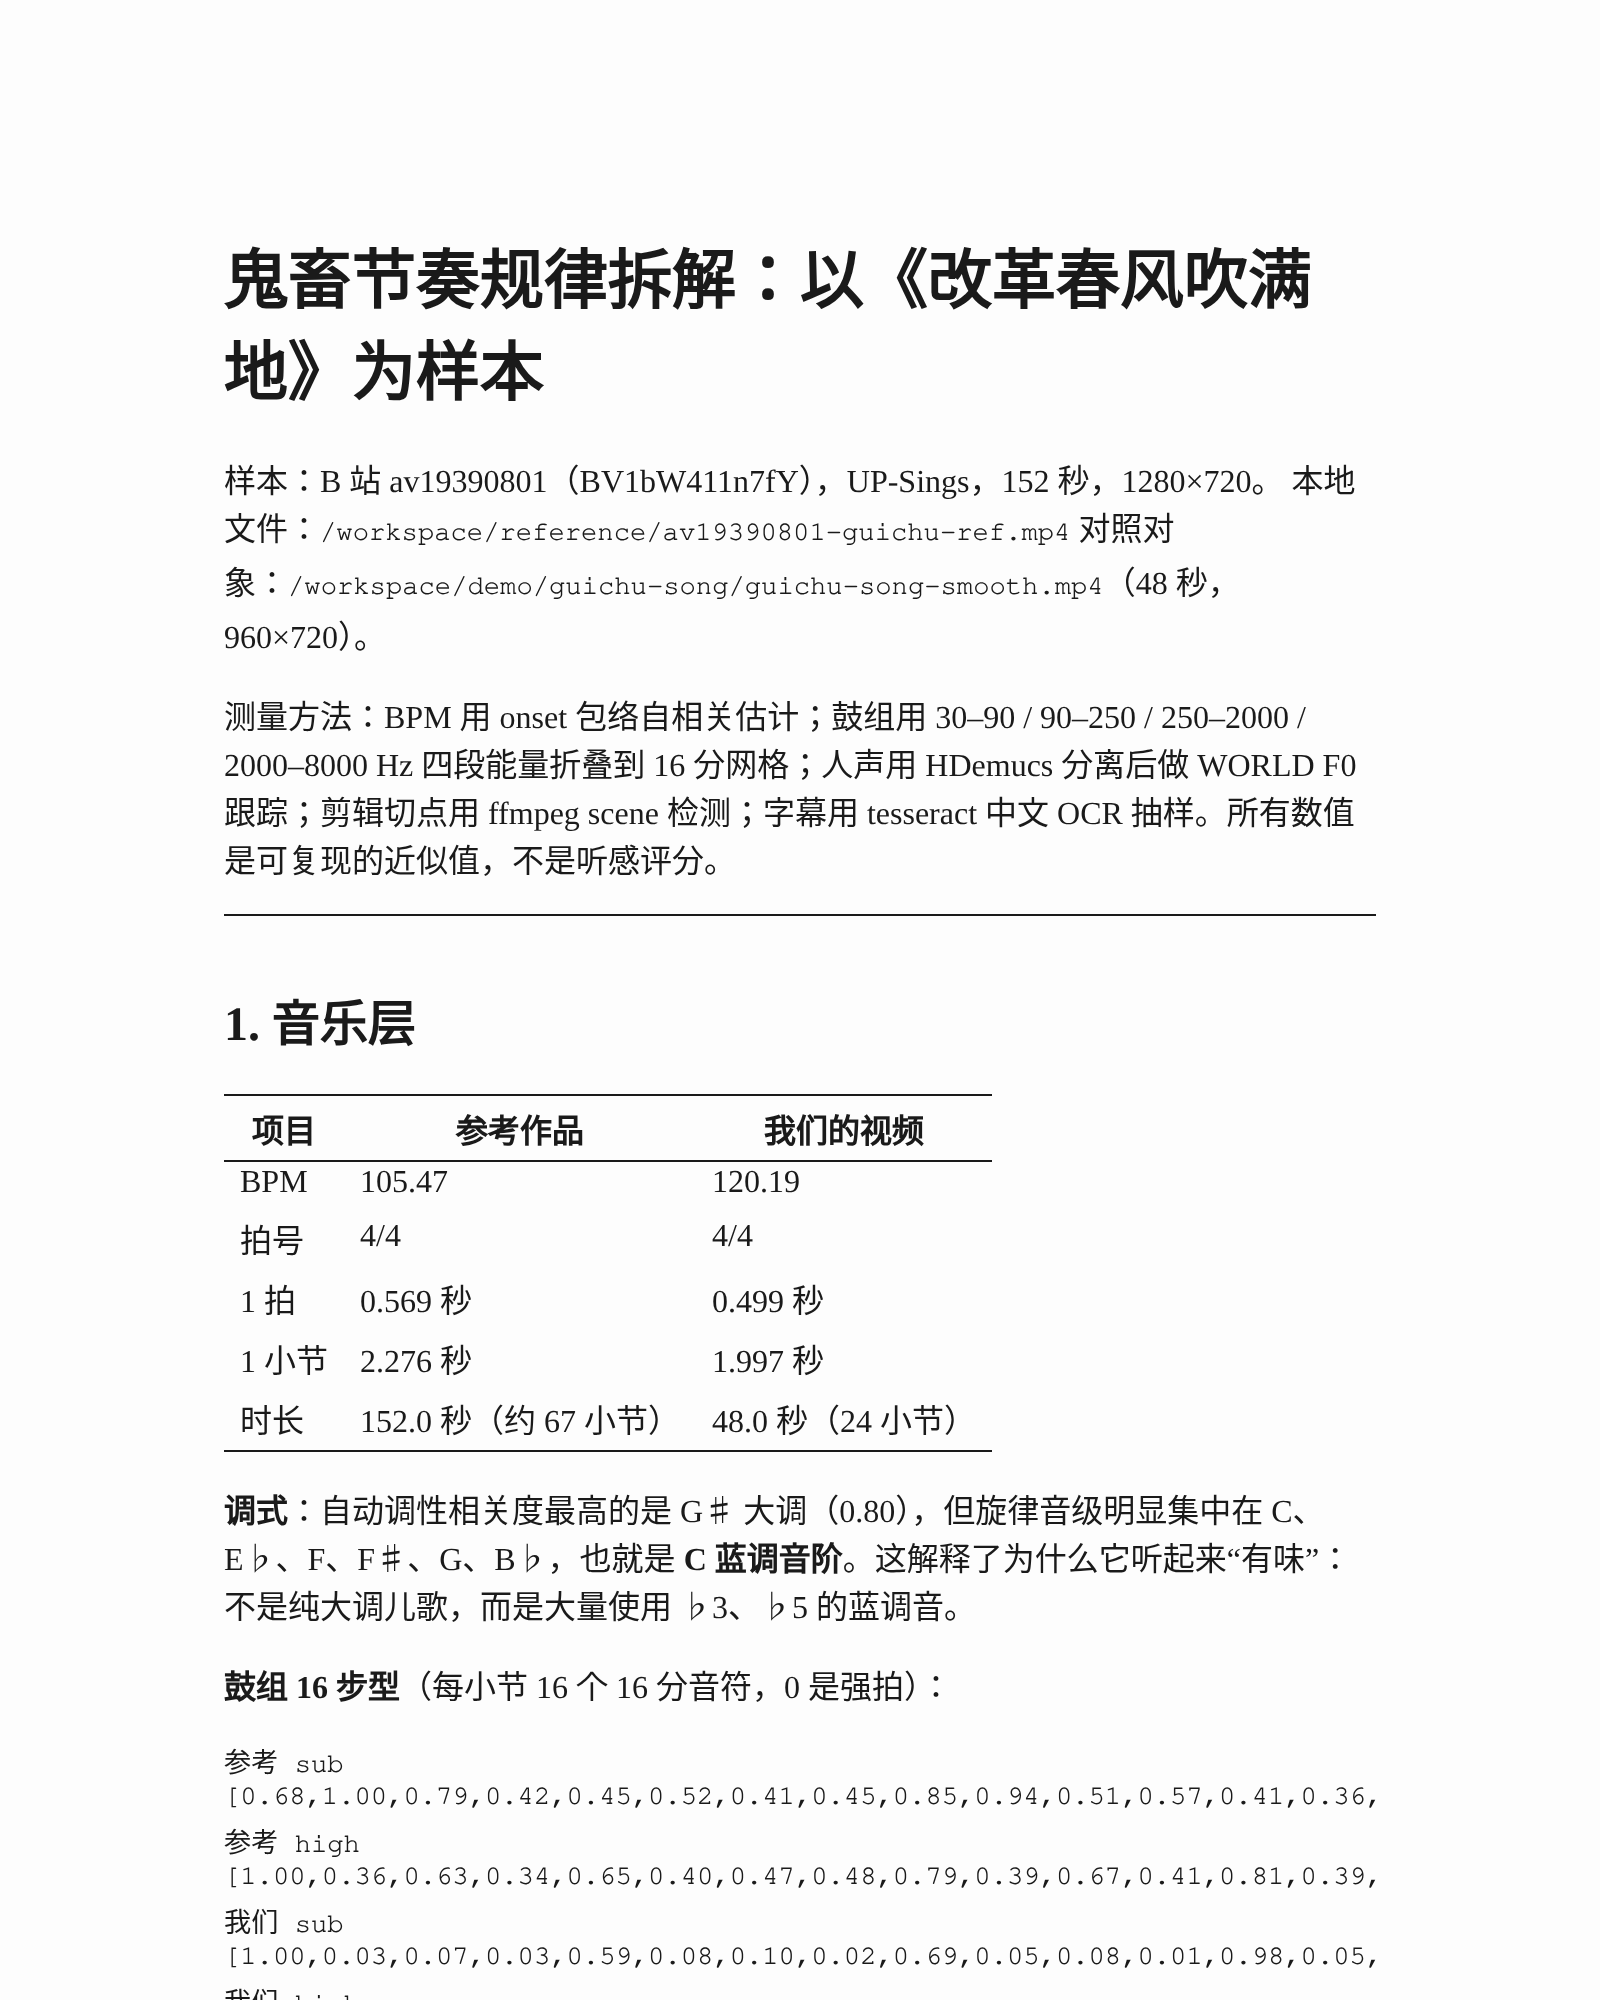 鬼畜节奏规律拆解：以《改革春风吹满
地》为样本
样本：B 站 av19390801（BV1bW411n7fY），UP-Sings，152 秒，1280×720。 本地
文件：/workspace/reference/av19390801-guichu-ref.mp4 对照对
象：/workspace/demo/guichu-song/guichu-song-smooth.mp4（48 秒，
960×720）。
测量方法：BPM 用 onset 包络自相关估计；鼓组用 30–90 / 90–250 / 250–2000 /
2000–8000 Hz 四段能量折叠到 16 分网格；人声用 HDemucs 分离后做 WORLD F0
跟踪；剪辑切点用 ffmpeg scene 检测；字幕用 tesseract 中文 OCR 抽样。所有数值
是可复现的近似值，不是听感评分。
1. 音乐层
项目 参考作品 我们的视频
BPM 105.47 120.19
拍号 4/4 4/4
1 拍 0.569 秒 0.499 秒
1 小节 2.276 秒 1.997 秒
时长 152.0 秒（约 67 小节） 48.0 秒（24 小节）
调式：自动调性相关度最高的是 G♯ 大调（0.80），但旋律音级明显集中在 C、
E♭、F、F♯、G、B♭，也就是 C 蓝调音阶。这解释了为什么它听起来“有味”：
不是纯大调儿歌，而是大量使用 ♭3、♭5 的蓝调音。
鼓组 16 步型（每小节 16 个 16 分音符，0 是强拍）：
参考 sub
[0.68,1.00,0.79,0.42,0.45,0.52,0.41,0.45,0.85,0.94,0.51,0.57,0.41,0.36,
参考 high
[1.00,0.36,0.63,0.34,0.65,0.40,0.47,0.48,0.79,0.39,0.67,0.41,0.81,0.39,
我们 sub
[1.00,0.03,0.07,0.03,0.59,0.08,0.10,0.02,0.69,0.05,0.08,0.01,0.98,0.05,
我们 high